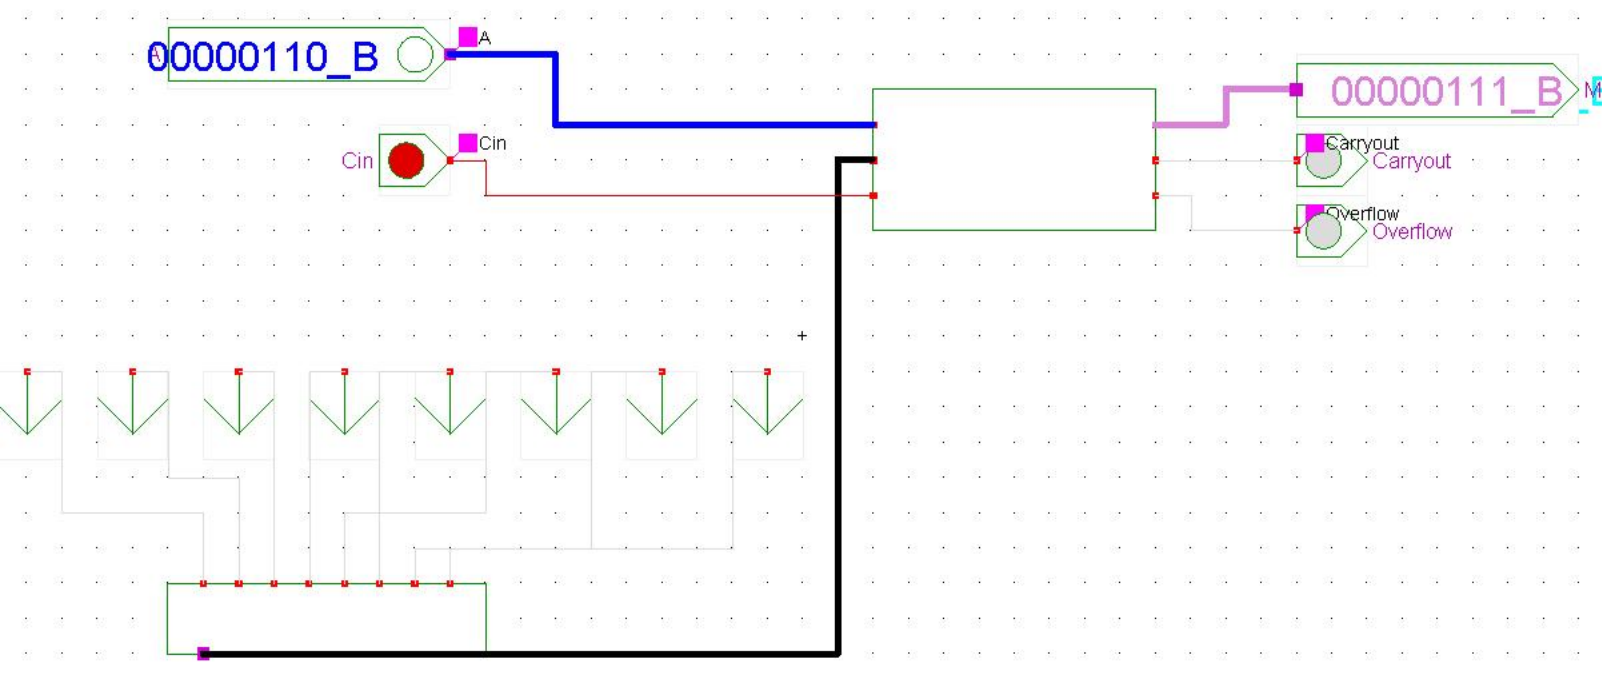 A
00000110_B
A
Cin
Cin
00000111_B
Carryout
Carryout
Overflow
Overflow